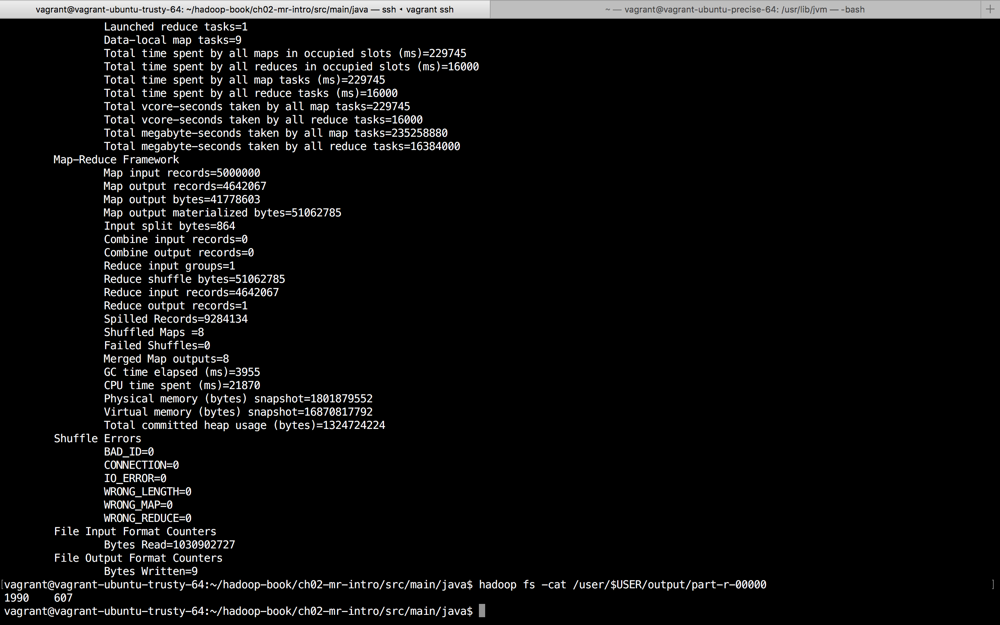 vagrant@vagrant-ubuntu-trusty-64: ~/hadoop-book/ch02-mr-intro/src/main/java — ssh ◂ vagrant ssh
~ — vagrant@vagrant-ubuntu-precise-64: /usr/lib/jvm — -bash
+
Launched reduce tasks=1
Data-local map tasks=9
Total time spent by all maps in occupied slots (ms)=229745
Total time spent by all reduces in occupied slots (ms)=16000
Total time spent by all map tasks (ms)=229745
Total time spent by all reduce tasks (ms)=16000
Total vcore-seconds taken by all map tasks=229745
Total vcore-seconds taken by all reduce tasks=16000
Total megabyte-seconds taken by all map tasks=235258880
Total megabyte-seconds taken by all reduce tasks=16384000
Map-Reduce Framework
Map input records=5000000
Map output records=4642067
Map output bytes=41778603
Map output materialized bytes=51062785
Input split bytes=864
Combine input records=0
Combine output records=0
Reduce input groups=1
Reduce shuffle bytes=51062785
Reduce input records=4642067
Reduce output records=1
Spilled Records=9284134
Shuffled Maps =8
Failed Shuffles=0
Merged Map outputs=8
GC time elapsed (ms)=3955
CPU time spent (ms)=21870
Physical memory (bytes) snapshot=1801879552
Virtual memory (bytes) snapshot=16870817792
Total committed heap usage (bytes)=1324724224
Shuffle Errors
BAD_ID=0
CONNECTION=0
IO_ERROR=0
WRONG_LENGTH=0
WRONG_MAP=0
WRONG_REDUCE=0
File Input Format Counters
Bytes Read=1030902727
File Output Format Counters
Bytes Written=9
[vagrant@vagrant-ubuntu-trusty-64:~/hadoop-book/ch02-mr-intro/src/main/java$ hadoop fs -cat /user/$USER/output/part-r-00000 ]
1990 607
vagrant@vagrant-ubuntu-trusty-64:~/hadoop-book/ch02-mr-intro/src/main/java$